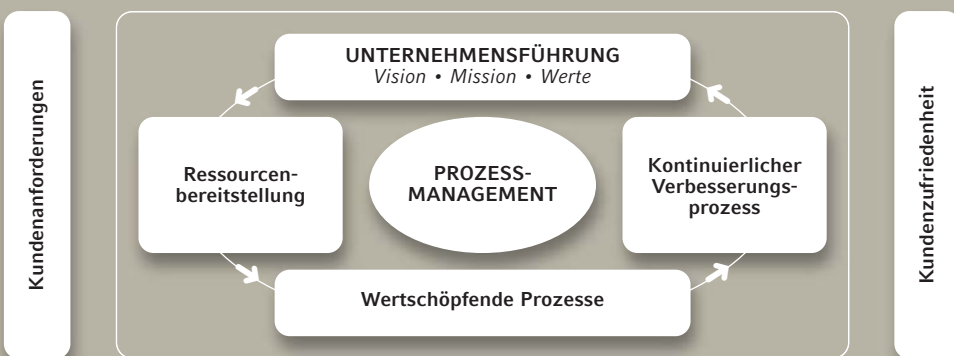 Kundenanforderungen
UNTERNEHMENSFÜHRUNG
Vision • Mission • Werte
Ressourcen-
bereitstellung
PROZESS-
MANAGEMENT
Kontinuierlicher
Verbesserungs-
prozess
Wertschöpfende Prozesse
Kundenzufriedenheit